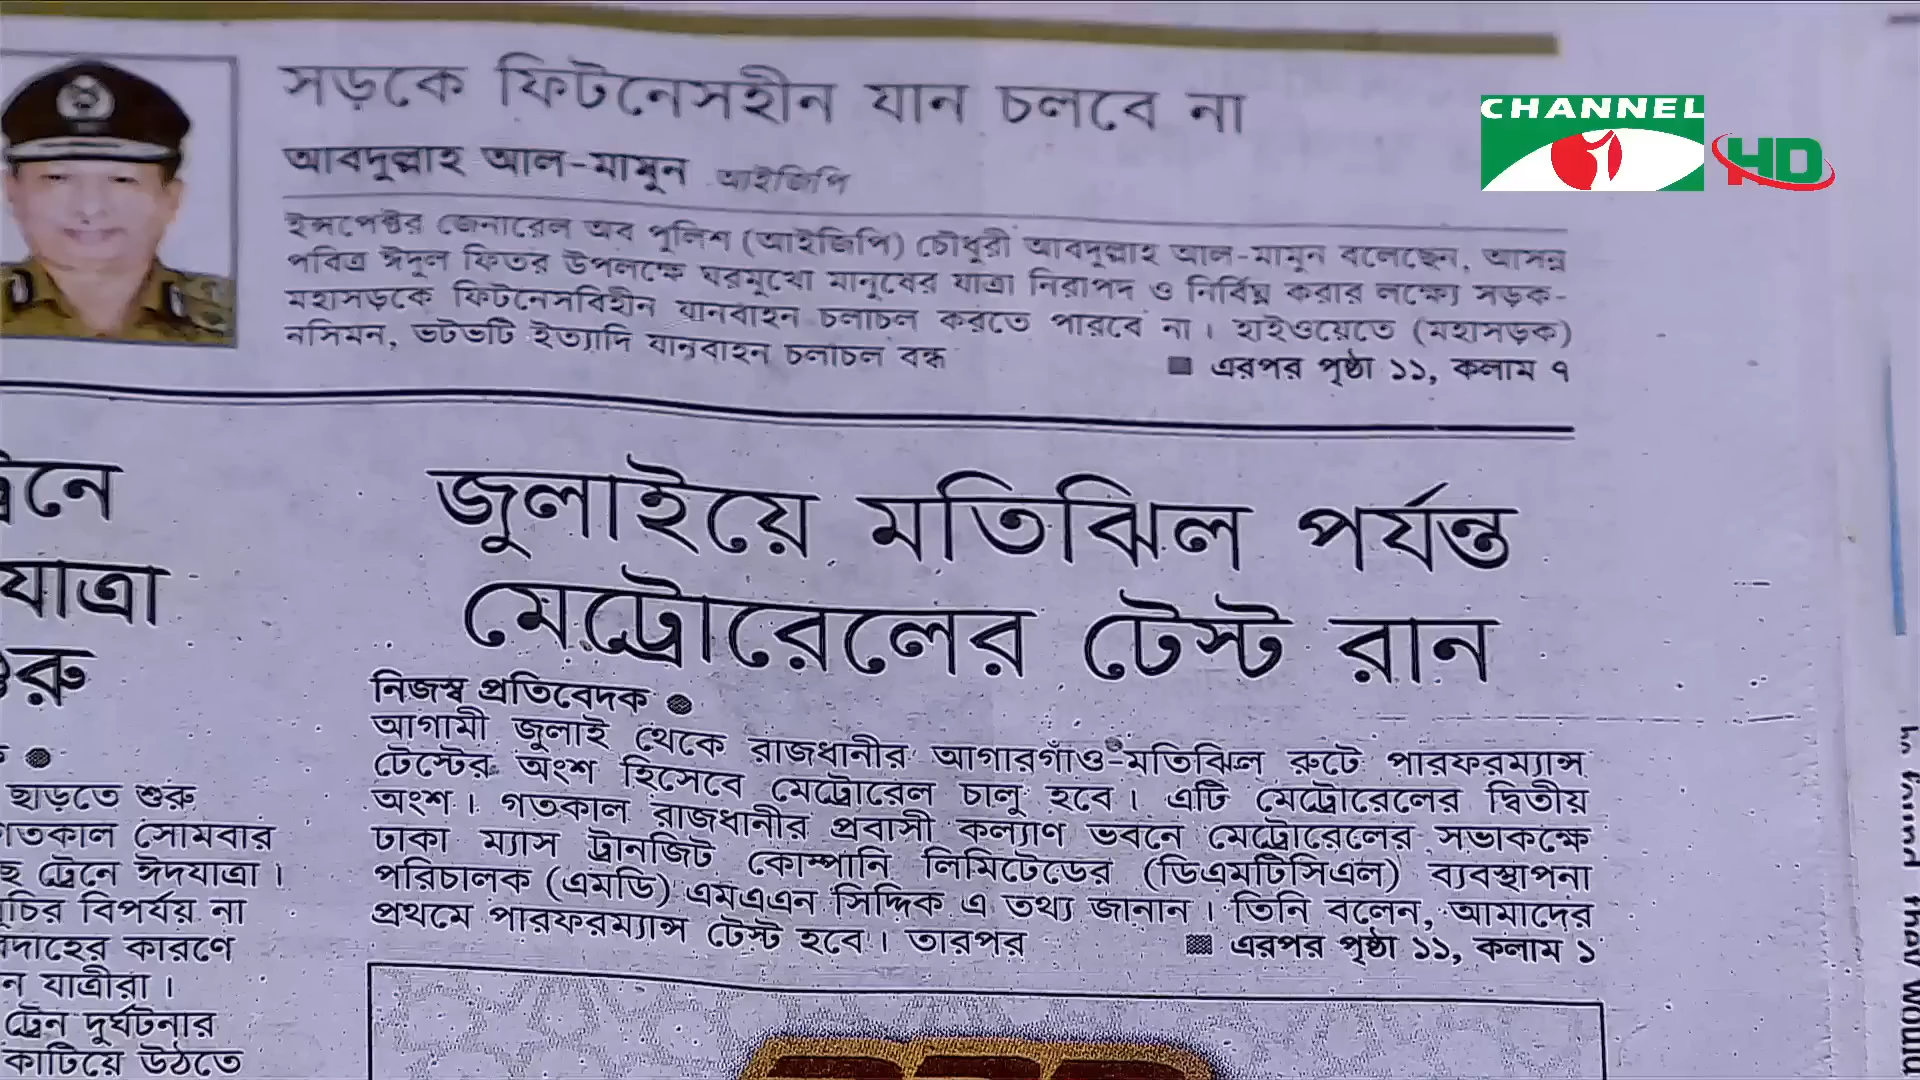 সড়কে ফিটনেসহীন যান চলবে না
আবদুল্লাহ আল-মামুন আইজিপি
ইন্সপেক্টর জেনারেল অব পুলিশ (আইজিপি) চৌধুরী আবদুল্লাহ আল-মামুন বলেছেন, আসন্ন
পবিত্র ঈদুল ফিতর উপলক্ষে ঘরমুখো মানুষের যাত্রা নিরাপদ ও নির্বিঘ্ন করার লক্ষ্যে সড়ক-
মহাসড়কে ফিটনেসবিহীন যানবাহন চলাচল করতে পারবে না। হাইওয়েতে (মহাসড়ক)
নসিমন, ভটভটি ইত্যাদি যানবাহন চলাচল বন্ধ
এরপর পৃষ্ঠা ১১, কলাম ৭
CHANNEL
i HD
জুলাইয়ে মতিঝিল পর্যন্ত
মেট্রোরেলের টেস্ট রান
নিজস্ব প্রতিবেদক
আগামী জুলাই থেকে রাজধানীর আগারগাঁও-মতিঝিল রুটে পারফরম্যান্স
টেস্টের অংশ হিসেবে মেট্রোরেল চালু হবে। এটি মেট্রোরেলের দ্বিতীয়
অংশ। গতকাল রাজধানীর প্রবাসী কল্যাণ ভবনে মেট্রোরেলের সভাকক্ষে
ঢাকা ম্যাস ট্রানজিট কোম্পানি লিমিটেডের (ডিএমটিসিএল) ব্যবস্থাপনা
পরিচালক (এমডি) এমএএন সিদ্দিক এ তথ্য জানান। তিনি বলেন, আমাদের
প্রথমে পারফরম্যান্স টেস্ট হবে। তারপর
এরপর পৃষ্ঠা ১১, কলাম ১
যাত্রা
ছাড়তে শুরু
গতকাল সোমবার
ট্রেনে ঈদযাত্রা।
বিপর্যয় না
কারণে
যাত্রীরা।
ট্রেন দুর্ঘটনার
কাটিয়ে উঠতে